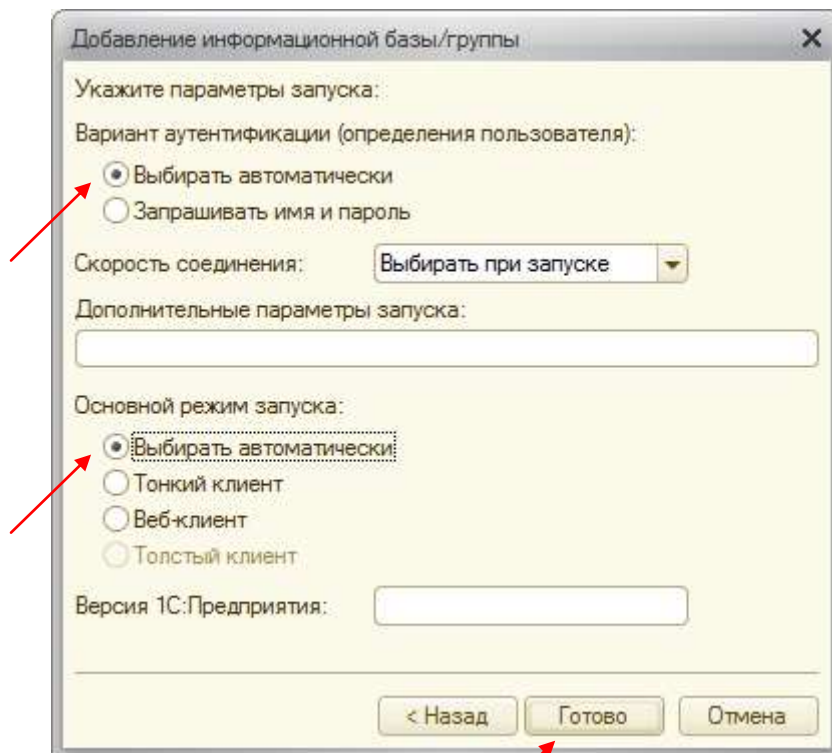 Добавление информационной базы/группы
Укажите параметры запуска:
Вариант аутентификации (определения пользователя):
Выбирать автоматически
Запрашивать имя и пароль
Скорость соединения: Выбирать при запуске
Дополнительные параметры запуска:
Основной режим запуска:
Выбирать автоматически
Тонкий клиент
Веб-клиент
Толстый клиент
Версия 1С:Предприятия:
< Назад Готово Отмена